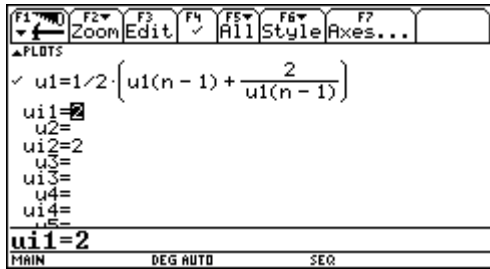 F1 F2 F3 F4 F5 F6 F7
Zoom Edit ✓ All Style Axes...
▲PLOTS
✓ u1=1/2·(u1(n − 1) + 2/u1(n − 1))
ui1=2
u2=
ui2=2
u3=
ui3=
u4=
ui4=
u5=
ui1=2
MAIN DEG AUTO SEQ